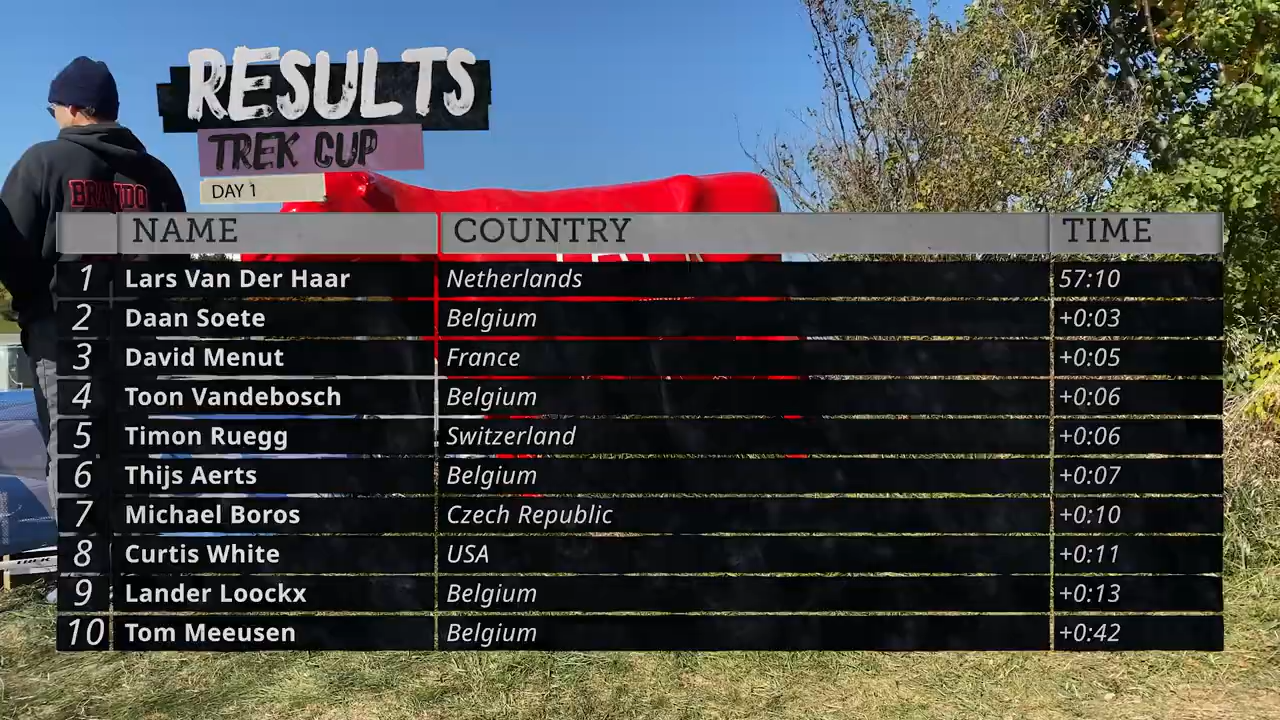 RESULTS
TREK CUP
DAY 1
BRANDO
NAME COUNTRY TIME
1 Lars Van Der Haar Netherlands 57:10
2 Daan Soete Belgium +0:03
3 David Menut France +0:05
4 Toon Vandebosch Belgium +0:06
5 Timon Ruegg Switzerland +0:06
6 Thijs Aerts Belgium +0:07
7 Michael Boros Czech Republic +0:10
8 Curtis White USA +0:11
9 Lander Loockx Belgium +0:13
10 Tom Meeusen Belgium +0:42